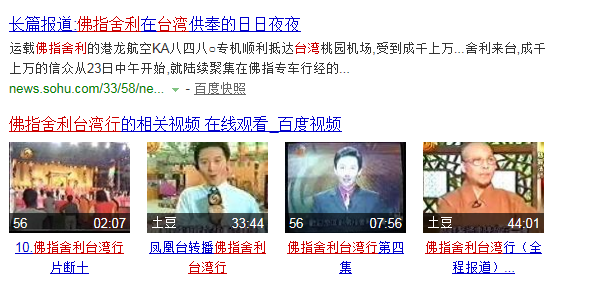 长篇报道:佛指舍利在台湾供奉的日日夜夜
运载佛指舍利的港龙航空KA八四八○专机顺利抵达台湾桃园机场,受到成千上万...舍利来台,成千
上万的信众从23日中午开始,就陆续聚集在佛指专车行经的...
news.sohu.com/33/58/ne... - 百度快照
佛指舍利台湾行的相关视频 在线观看_百度视频
56 02:07 土豆 33:44 56 07:56 土豆 44:01
10.佛指舍利台湾行 凤凰台转播佛指舍利 佛指舍利台湾行第四 佛指舍利台湾行（全
片断十 台湾行 集 程报道）...